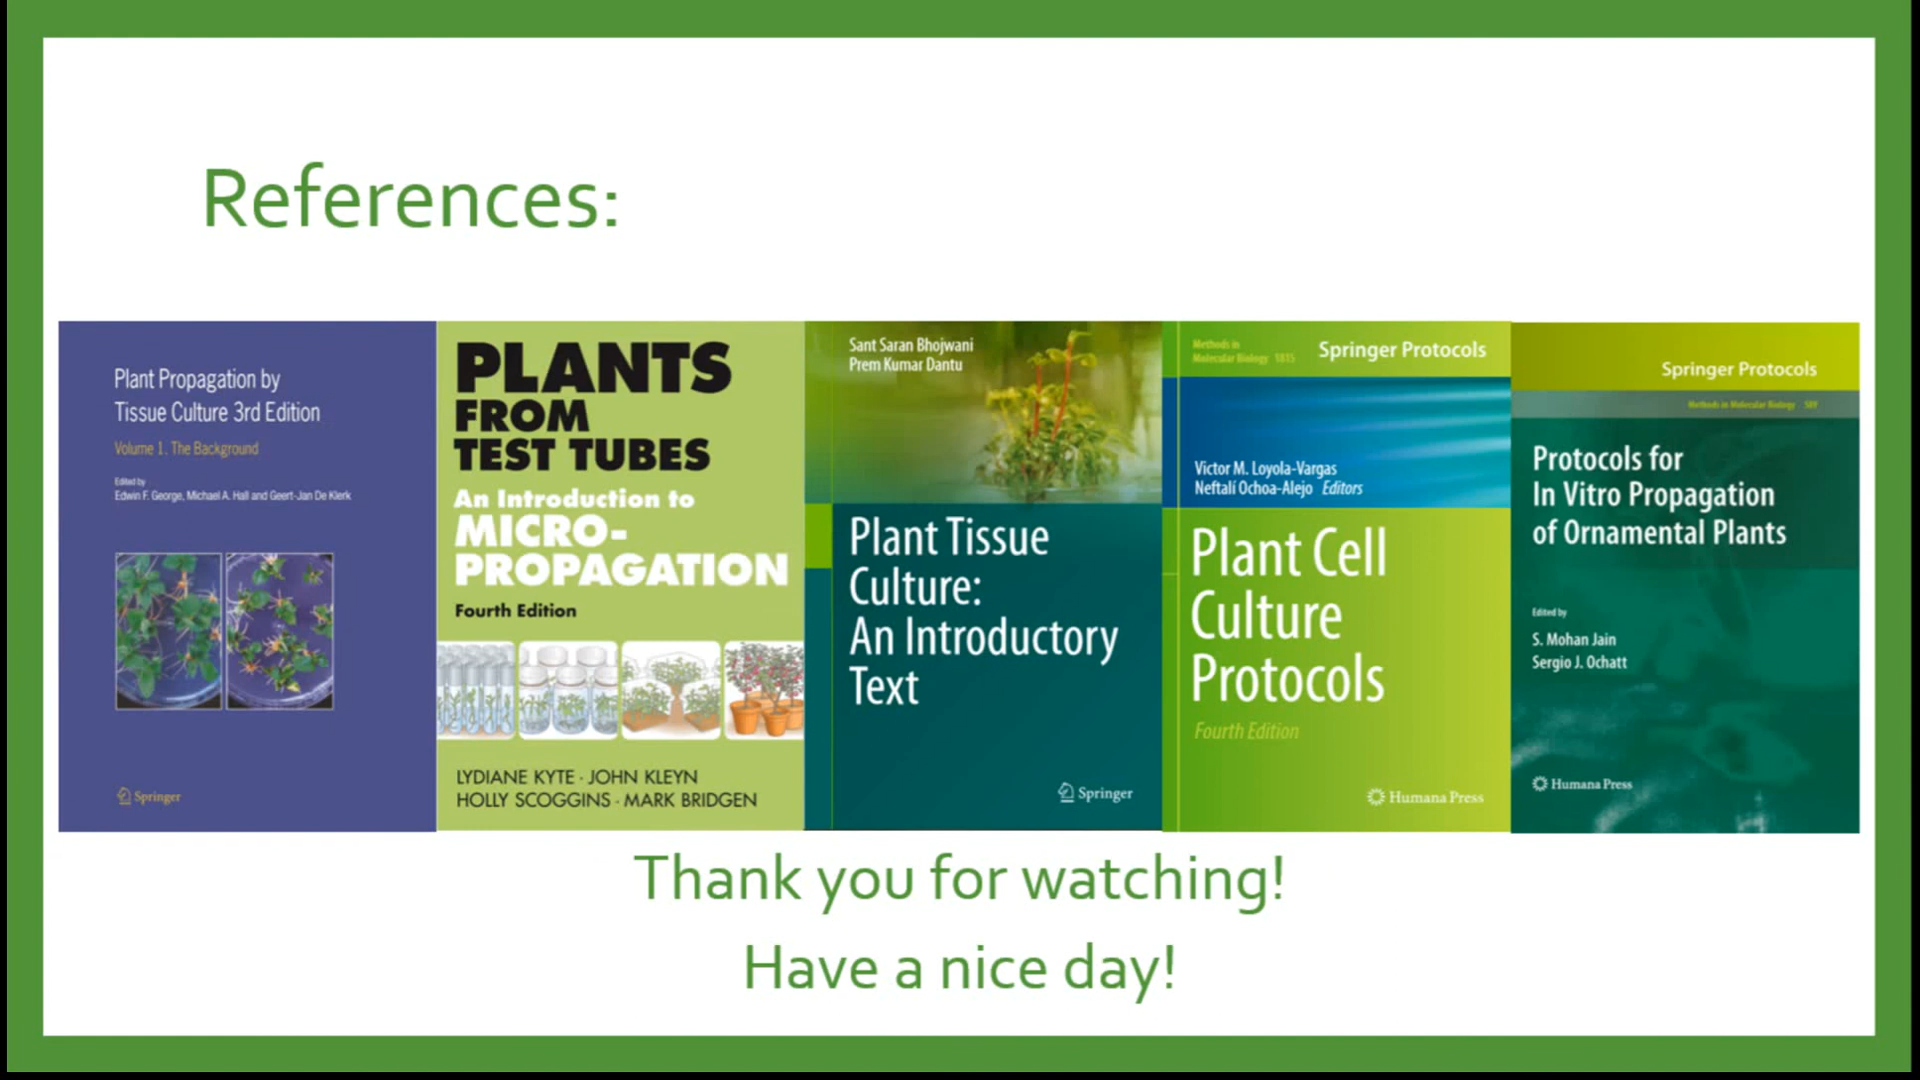 References:
Plant Propagation by
Tissue Culture 3rd Edition
Volume 1. The Background
Edited by
Edwin F. George, Michael A. Hall and Geert-Jan De Klerk
Springer
PLANTS
FROM
TEST TUBES
An Introduction to
MICRO-
PROPAGATION
Fourth Edition
LYDIANE KYTE · JOHN KLEYN
HOLLY SCOGGINS · MARK BRIDGEN
Sant Saran Bhojwani
Prem Kumar Dantu
Plant Tissue
Culture:
An Introductory
Text
Springer
Methods in
Molecular Biology 1815
Springer Protocols
Victor M. Loyola-Vargas
Neftalí Ochoa-Alejo Editors
Plant Cell
Culture
Protocols
Fourth Edition
Humana Press
Springer Protocols
Methods in Molecular Biology 589
Protocols for
In Vitro Propagation
of Ornamental Plants
Edited by
S. Mohan Jain
Sergio J. Ochatt
Humana Press
Thank you for watching!
Have a nice day!